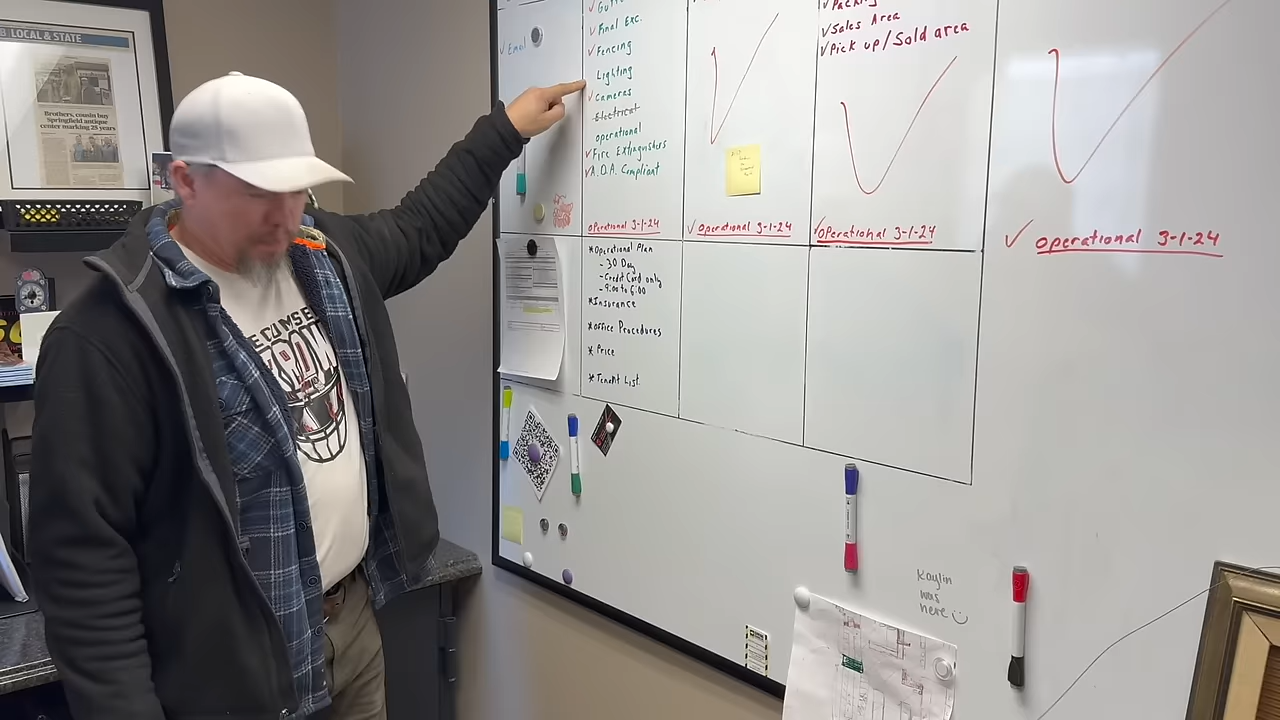 LOCAL & STATE
Brothers, cousin buy
Springfield antique
center marking 25 years
✓ Final Exc.
✓ Fencing
Lighting
✓ Cameras
Electrical
operational
✓ Fire Extinguishers
✓ A.D.A. Compliant
operational 3-1-24
✓ operational 3-1-24
✓ Sales Area
✓ Pick up/Sold area
✓ operational 3-1-24
✓ operational 3-1-24
* Operational Plan
- 30 Day
- Credit Card only
- 9:00 to 6:00
* Insurance
* office Procedures
* Price
* Tenant List
Kaylin
was
here